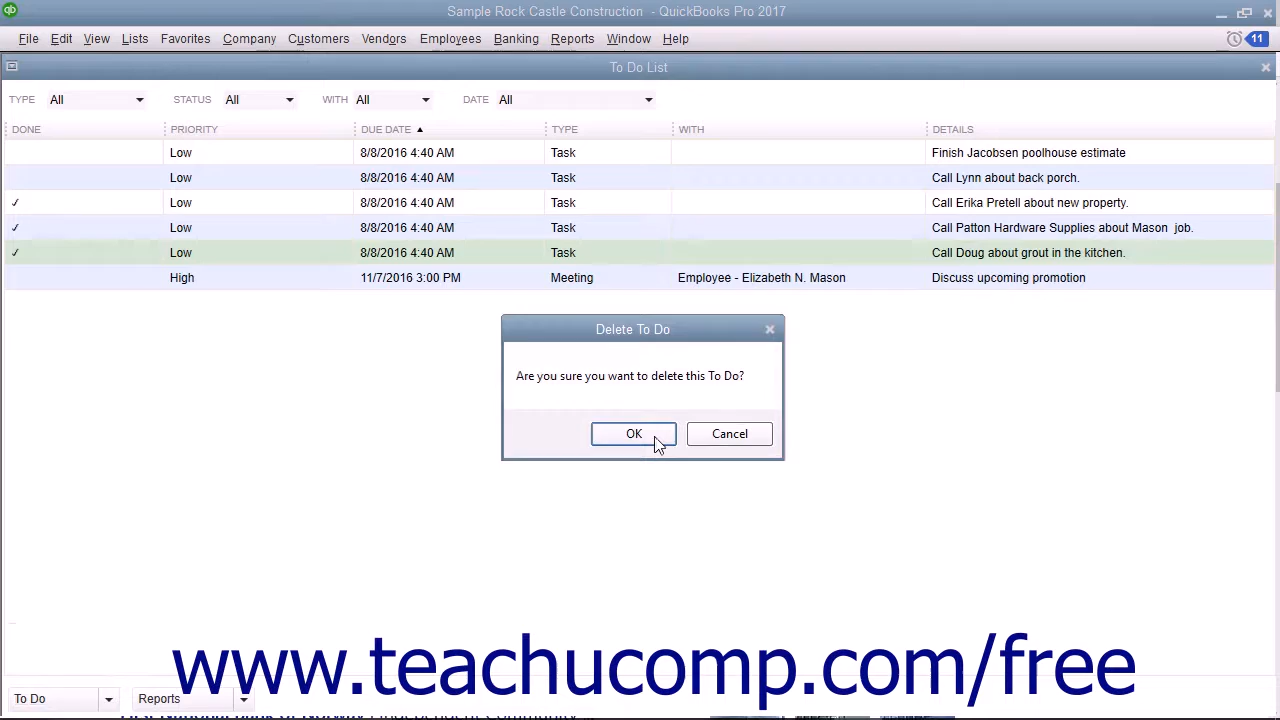 qb Sample Rock Castle Construction - QuickBooks Pro 2017
File Edit View Lists Favorites Company Customers Vendors Employees Banking Reports Window Help 11
To Do List
TYPE All STATUS All WITH All DATE All
DONE PRIORITY DUE DATE TYPE WITH DETAILS
Low 8/8/2016 4:40 AM Task Finish Jacobsen poolhouse estimate
Low 8/8/2016 4:40 AM Task Call Lynn about back porch.
✓ Low 8/8/2016 4:40 AM Task Call Erika Pretell about new property.
✓ Low 8/8/2016 4:40 AM Task Call Patton Hardware Supplies about Mason job.
✓ Low 8/8/2016 4:40 AM Task Call Doug about grout in the kitchen.
High 11/7/2016 3:00 PM Meeting Employee - Elizabeth N. Mason Discuss upcoming promotion
Delete To Do
Are you sure you want to delete this To Do?
OK Cancel
www.teachucomp.com/free
To Do Reports